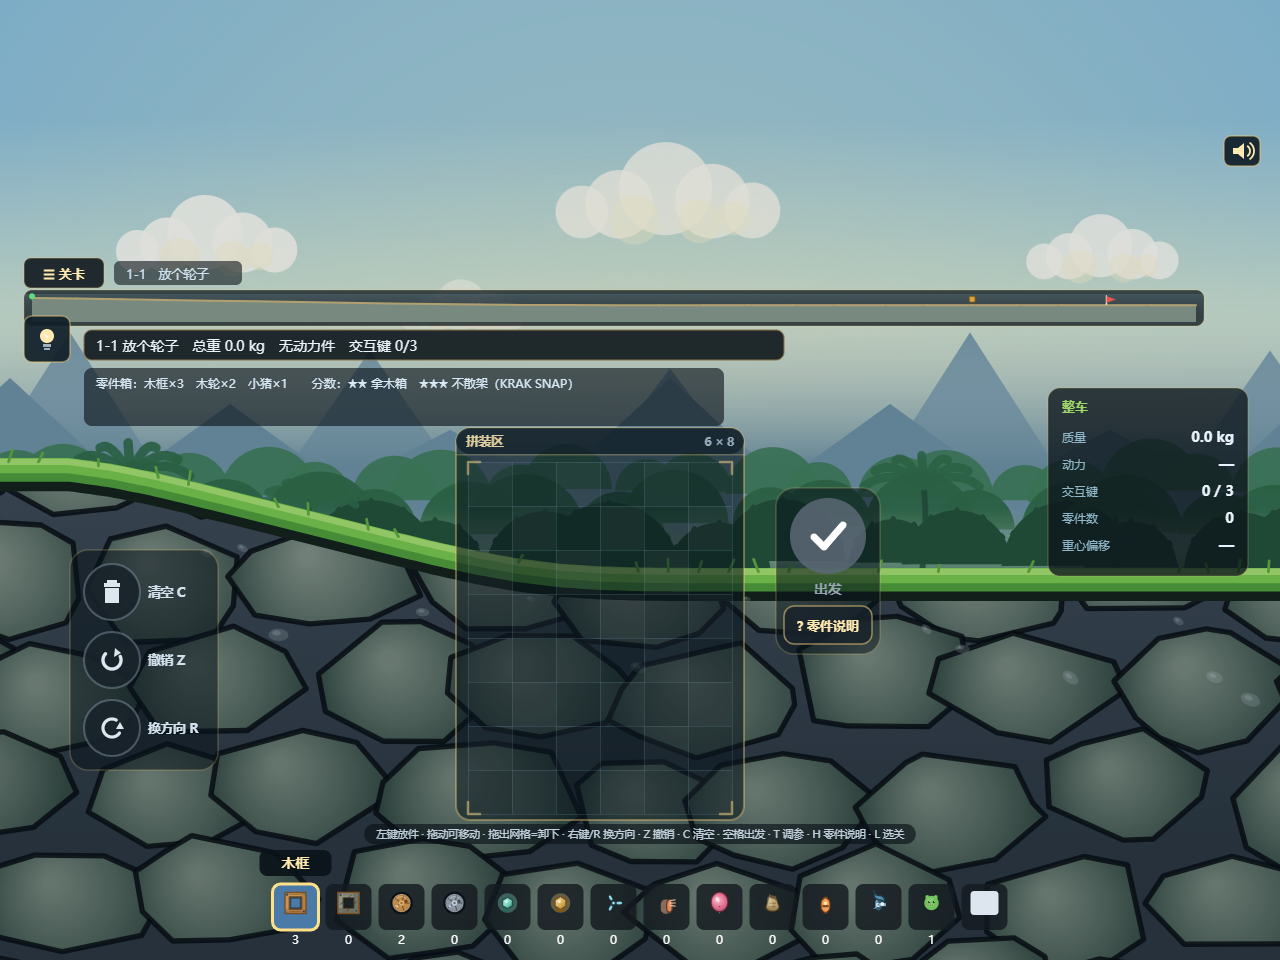 ☰ 关卡
1-1 放个轮子
1-1 放个轮子 总重 0.0 kg 无动力件 交互键 0/3
零件箱：木框×3 木轮×2 小猪×1 分数：★★ 拿木箱 ★★★ 不散架（KRAK SNAP）
拼装区 6 × 8
整车
质量 0.0 kg
动力 —
交互键 0 / 3
零件数 0
重心偏移 —
出发
? 零件说明
清空 C
撤销 Z
换方向 R
左键放件 · 拖动可移动 · 拖出网格=卸下 · 右键/R 换方向 · Z 撤销 · C 清空 · 空格出发 · T 调参 · H 零件说明 · L 选关
木框
3 0 2 0 0 0 0 0 0 0 0 0 1